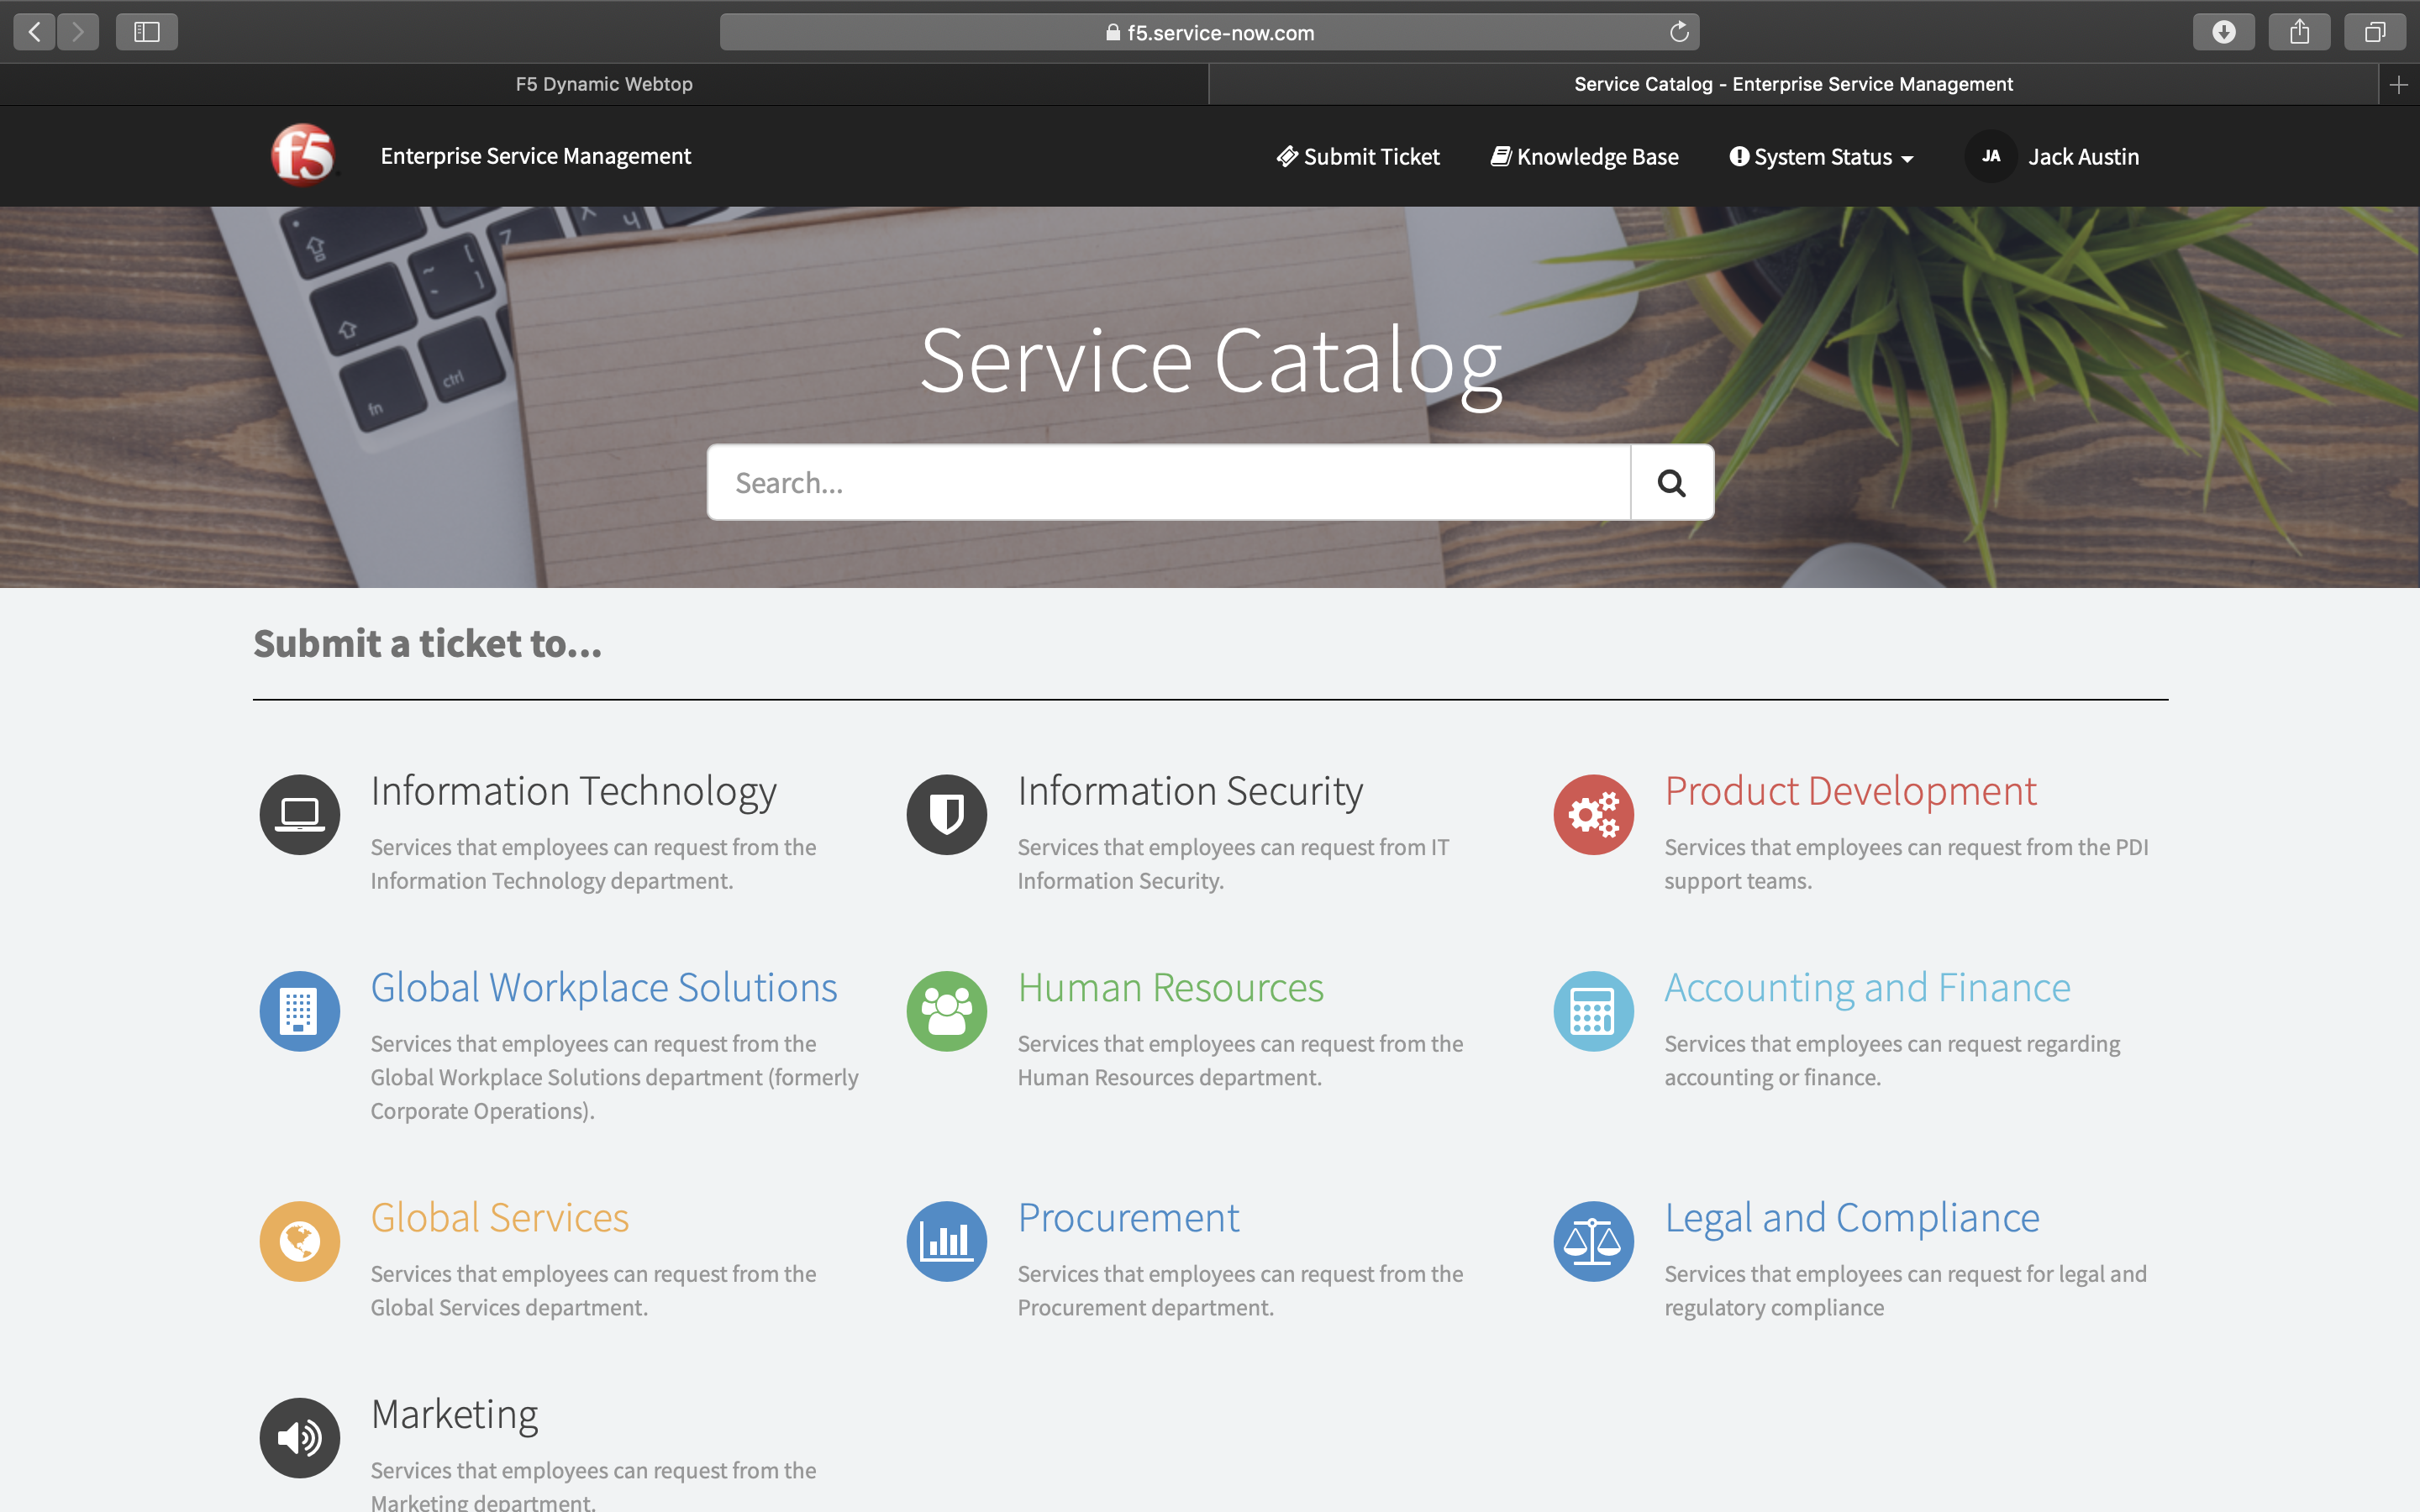 f5.service-now.com
F5 Dynamic Webtop
Service Catalog - Enterprise Service Management
f5
Enterprise Service Management
Submit Ticket
Knowledge Base
System Status
JA
Jack Austin
fn
ctrl
Service Catalog
Search...
Submit a ticket to...
Information Technology
Services that employees can request from the
Information Technology department.
Information Security
Services that employees can request from IT
Information Security.
Product Development
Services that employees can request from the PDI
support teams.
Global Workplace Solutions
Services that employees can request from the
Global Workplace Solutions department (formerly
Corporate Operations).
Human Resources
Services that employees can request from the
Human Resources department.
Accounting and Finance
Services that employees can request regarding
accounting or finance.
Global Services
Services that employees can request from the
Global Services department.
Procurement
Services that employees can request from the
Procurement department.
Legal and Compliance
Services that employees can request for legal and
regulatory compliance
Marketing
Services that employees can request from the
Marketing department.